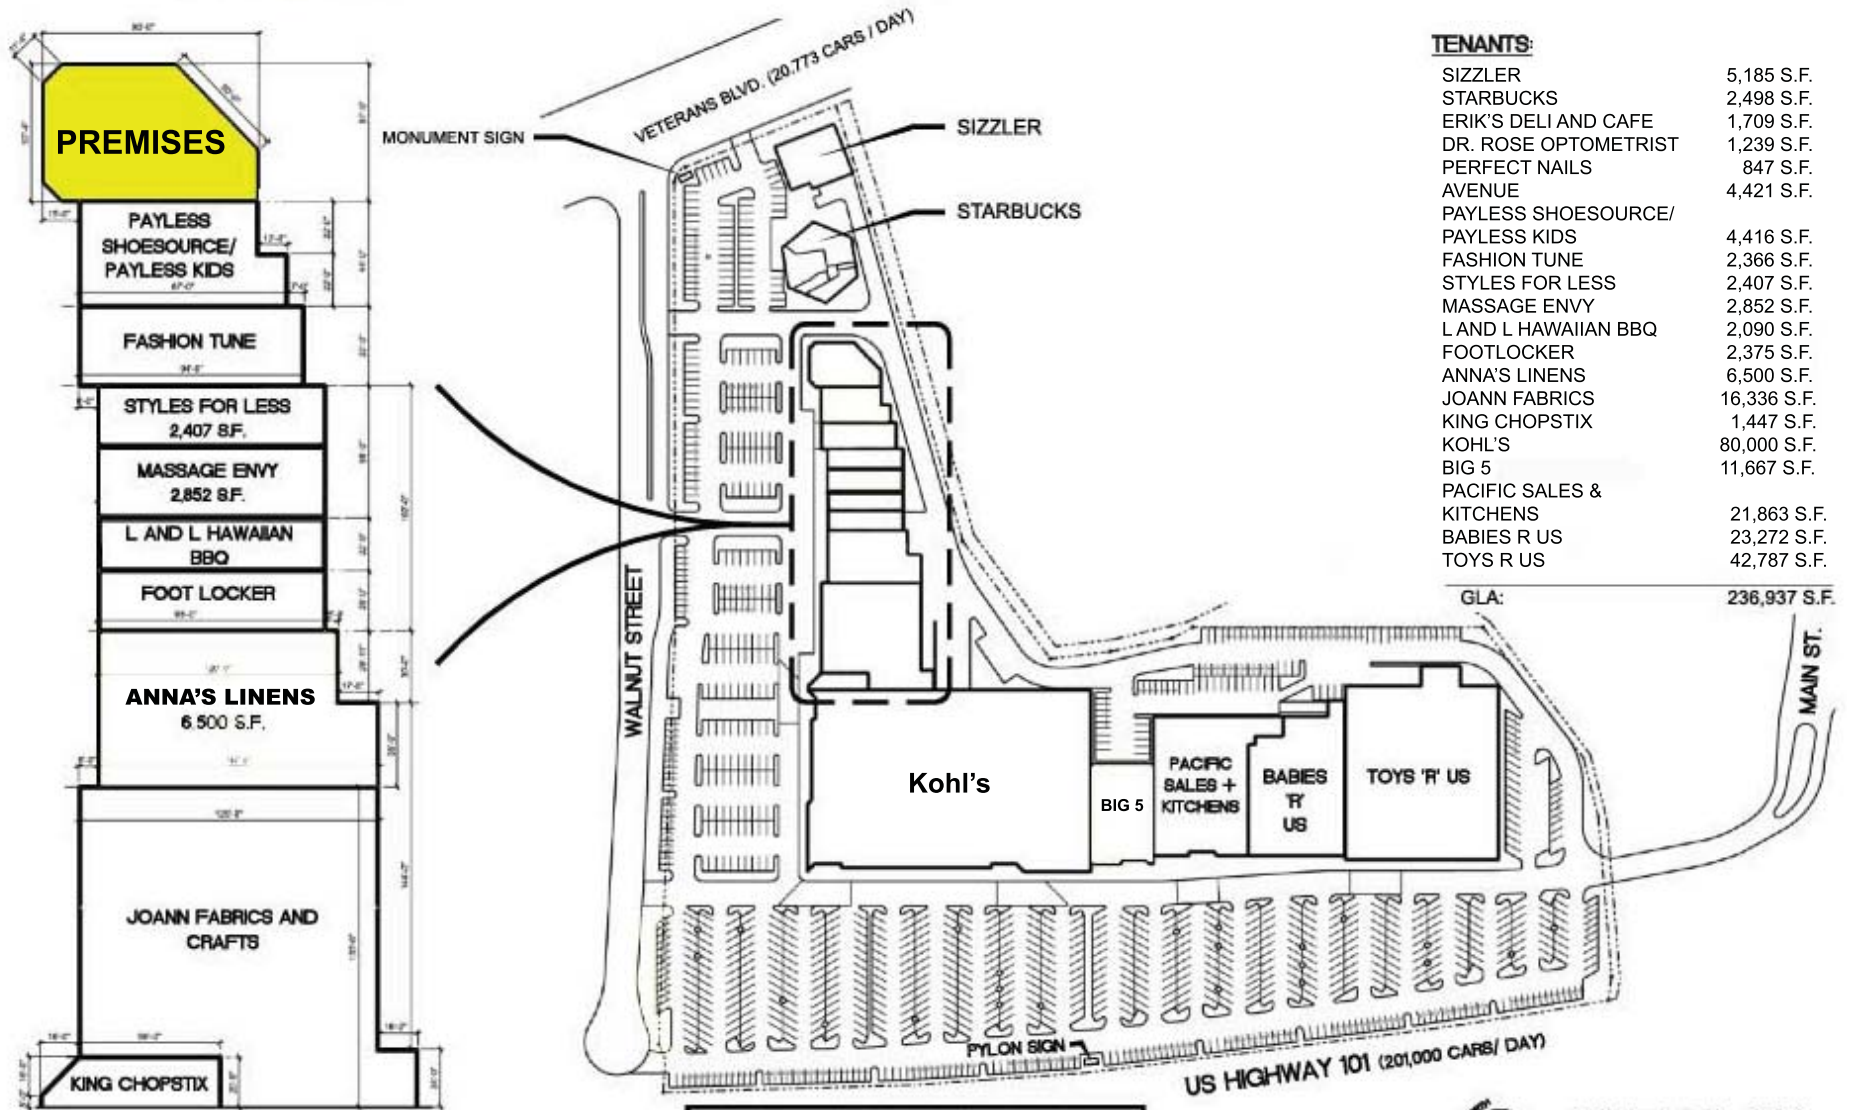 PREMISES
PAYLESS
SHOESOURCE/
PAYLESS KIDS
FASHION TUNE
STYLES FOR LESS
2,407 S.F.
MASSAGE ENVY
2,852 S.F.
L AND L HAWAIIAN
BBQ
FOOT LOCKER
ANNA'S LINENS
6,500 S.F.
JOANN FABRICS AND
CRAFTS
KING CHOPSTIX
VETERANS BLVD. (20.773 CARS / DAY)
MONUMENT SIGN
SIZZLER
STARBUCKS
WALNUT STREET
Kohl's
BIG 5
PACIFIC
SALES +
KITCHENS
BABIES
'R'
US
TOYS 'R' US
MAIN ST.
PYLON SIGN
US HIGHWAY 101 (201,000 CARS/ DAY)
TENANTS:
SIZZLER 5,185 S.F.
STARBUCKS 2,498 S.F.
ERIK'S DELI AND CAFE 1,709 S.F.
DR. ROSE OPTOMETRIST 1,239 S.F.
PERFECT NAILS 847 S.F.
AVENUE 4,421 S.F.
PAYLESS SHOESOURCE/
PAYLESS KIDS 4,416 S.F.
FASHION TUNE 2,366 S.F.
STYLES FOR LESS 2,407 S.F.
MASSAGE ENVY 2,852 S.F.
L AND L HAWAIIAN BBQ 2,090 S.F.
FOOTLOCKER 2,375 S.F.
ANNA'S LINENS 6,500 S.F.
JOANN FABRICS 16,336 S.F.
KING CHOPSTIX 1,447 S.F.
KOHL'S 80,000 S.F.
BIG 5 11,667 S.F.
PACIFIC SALES &
KITCHENS 21,863 S.F.
BABIES R US 23,272 S.F.
TOYS R US 42,787 S.F.
GLA: 236,937 S.F.